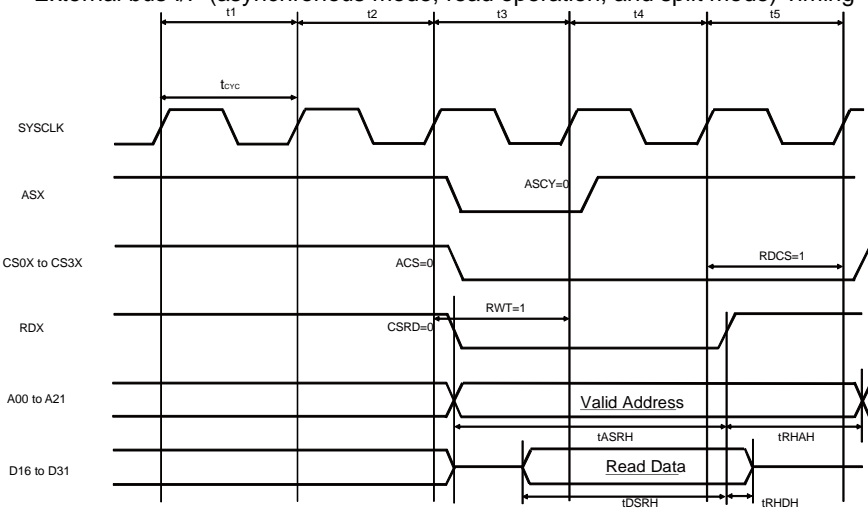 External bus I/F (asynchronous mode, read operation, and split mode) Timing
t1 t2 t3 t4 t5
tCYC
SYSCLK
ASX
ASCY=0
CS0X to CS3X
ACS=0
RDCS=1
RDX
CSRD=0
RWT=1
A00 to A21
Valid Address
tASRH
tRHAH
D16 to D31
Read Data
tDSRH
tRHDH